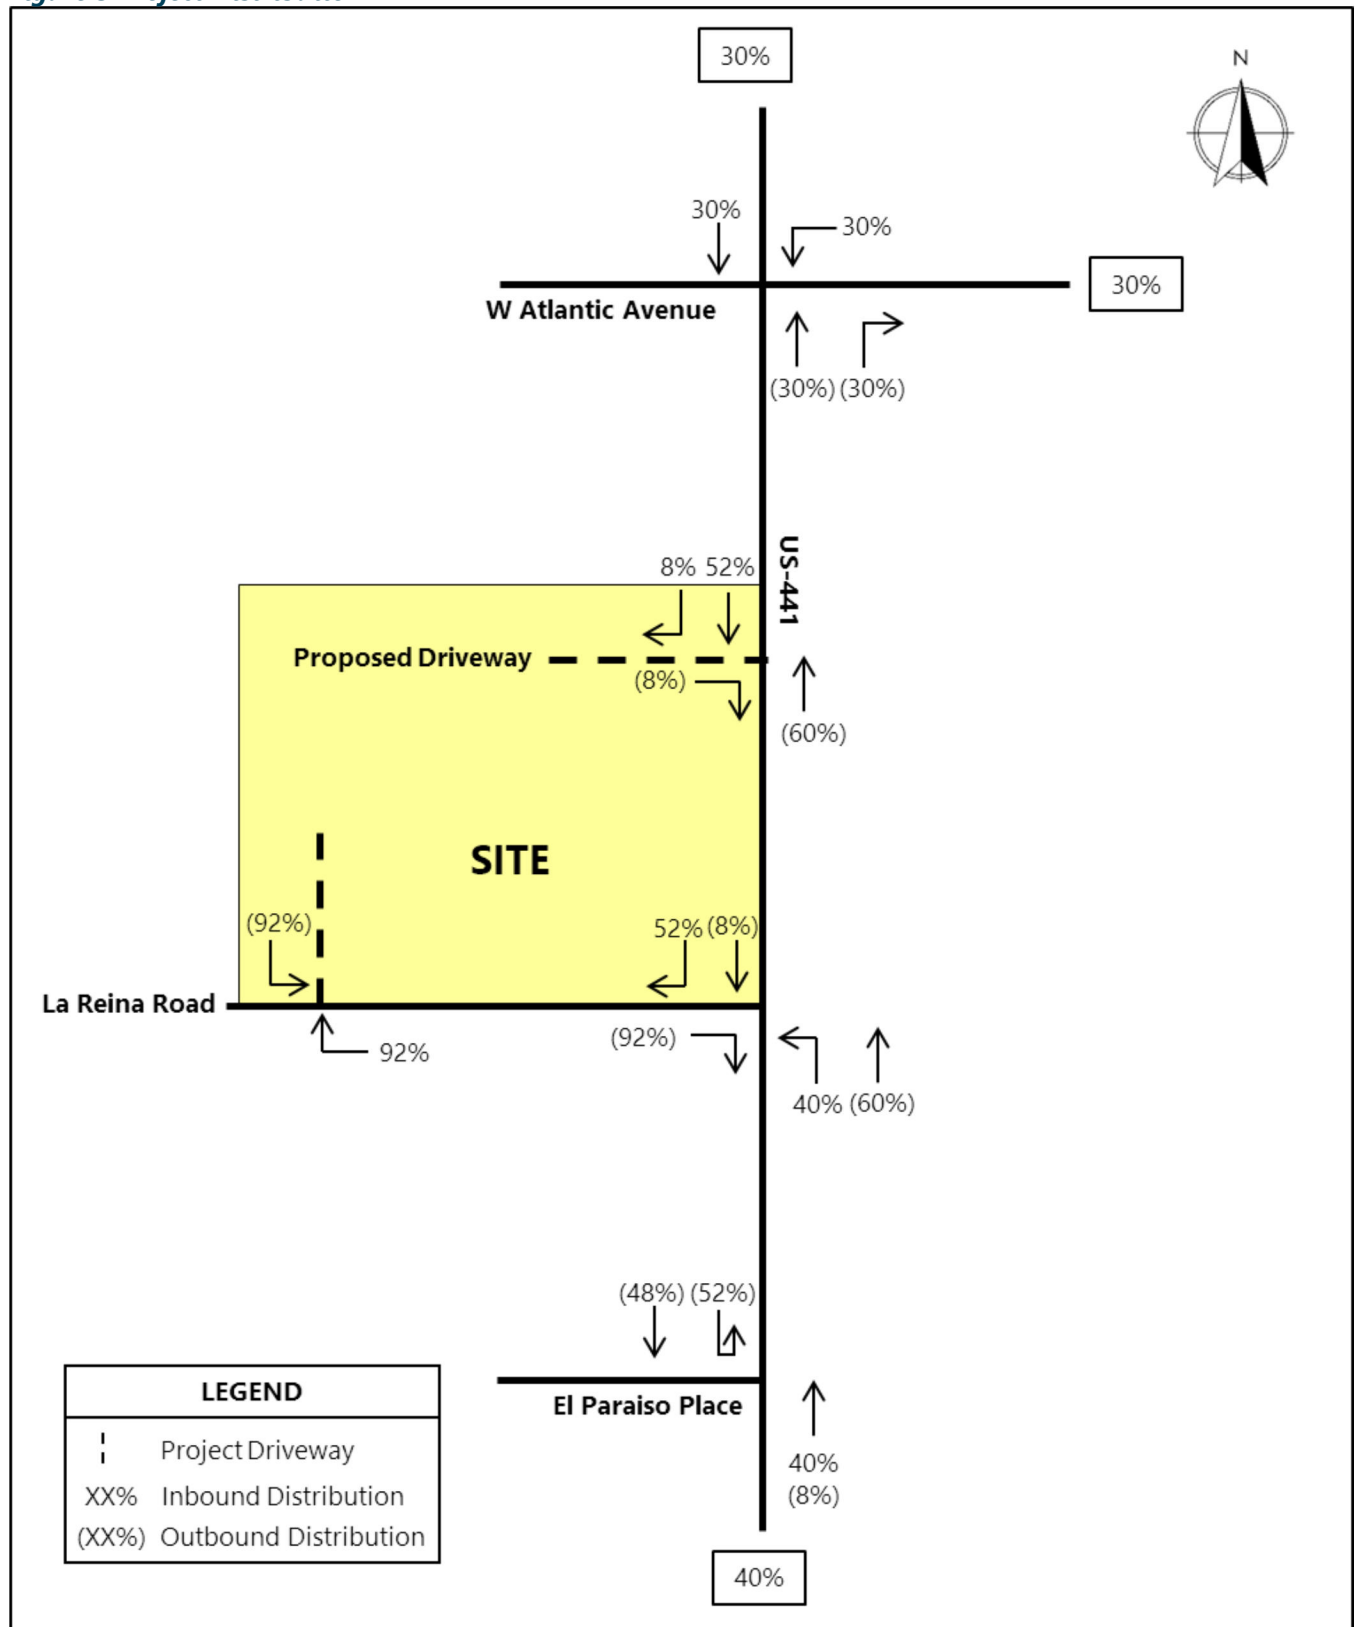 30%
N
30%
30%
W Atlantic Avenue
30%
(30%) (30%)
US-441
8% 52%
Proposed Driveway
(8%)
(60%)
SITE
(92%)
52% (8%)
La Reina Road
92%
(92%)
40% (60%)
(48%) (52%)
El Paraiso Place
40%
(8%)
40%
LEGEND
Project Driveway
XX% Inbound Distribution
(XX%) Outbound Distribution